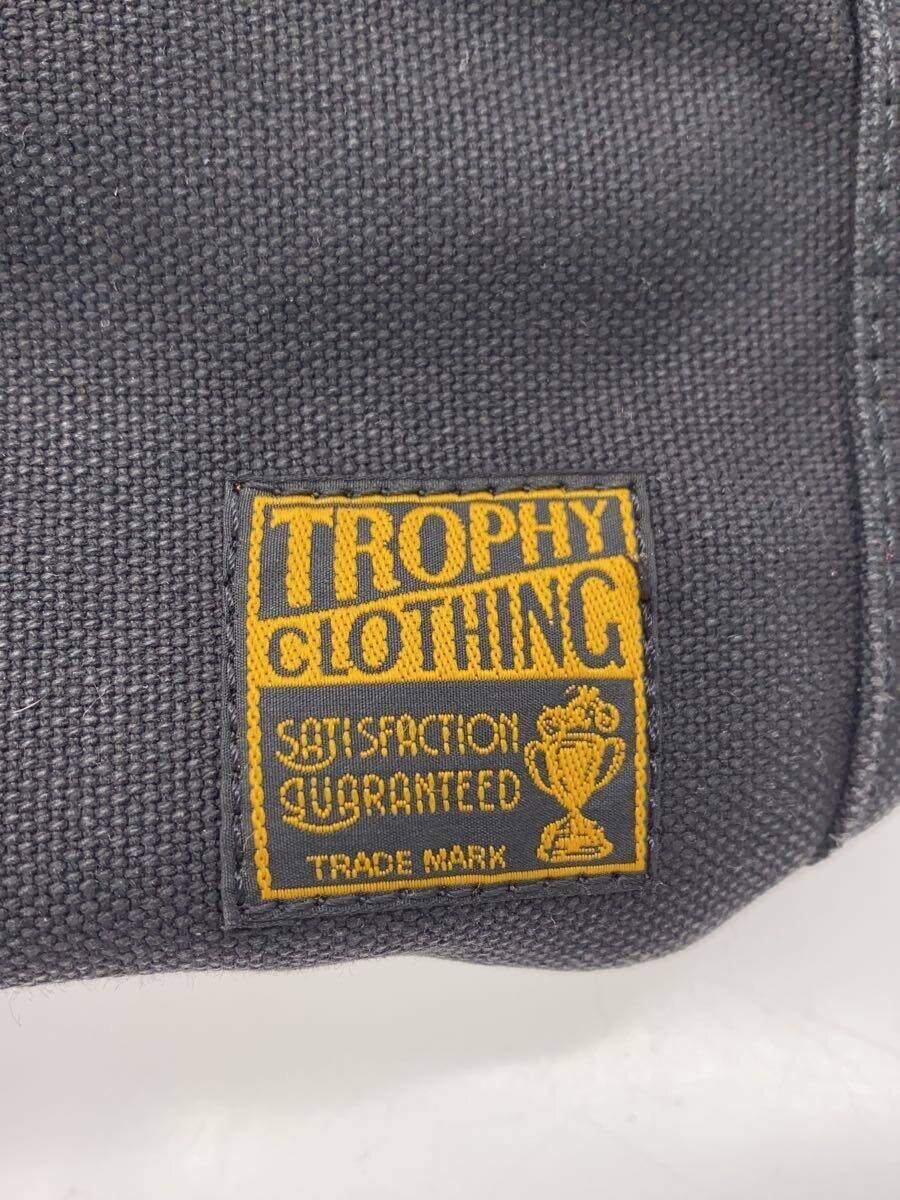 TROPHY
CLOTHING
SATISFACTION
GUARANTEED
TRADE MARK